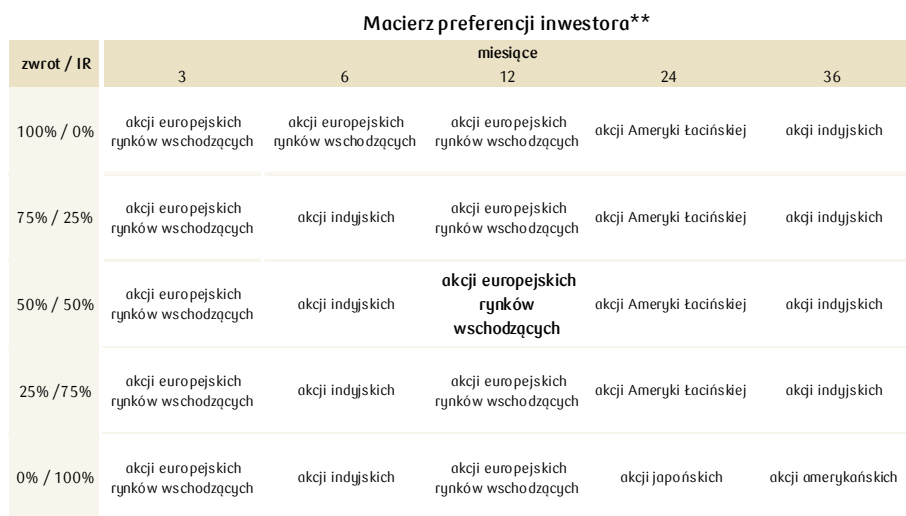 Macierz preferencji inwestora**
zwrot / IR
miesiące
3 6 12 24 36
100% / 0%
akcji europejskich
rynków wschodzących
akcji europejskich
rynków wschodzących
akcji europejskich
rynków wschodzących
akcji Ameryki Łacińskiej
akcji indyjskich
75% / 25%
akcji europejskich
rynków wschodzących
akcji indyjskich
akcji europejskich
rynków wschodzących
akcji Ameryki Łacińskiej
akcji indyjskich
50% / 50%
akcji europejskich
rynków wschodzących
akcji indyjskich
akcji europejskich
rynków
wschodzących
akcji Ameryki Łacińskiej
akcji indyjskich
25% /75%
akcji europejskich
rynków wschodzących
akcji indyjskich
akcji europejskich
rynków wschodzących
akcji Ameryki Łacińskiej
akcji indyjskich
0% / 100%
akcji europejskich
rynków wschodzących
akcji indyjskich
akcji europejskich
rynków wschodzących
akcji japońskich
akcji amerykańskich